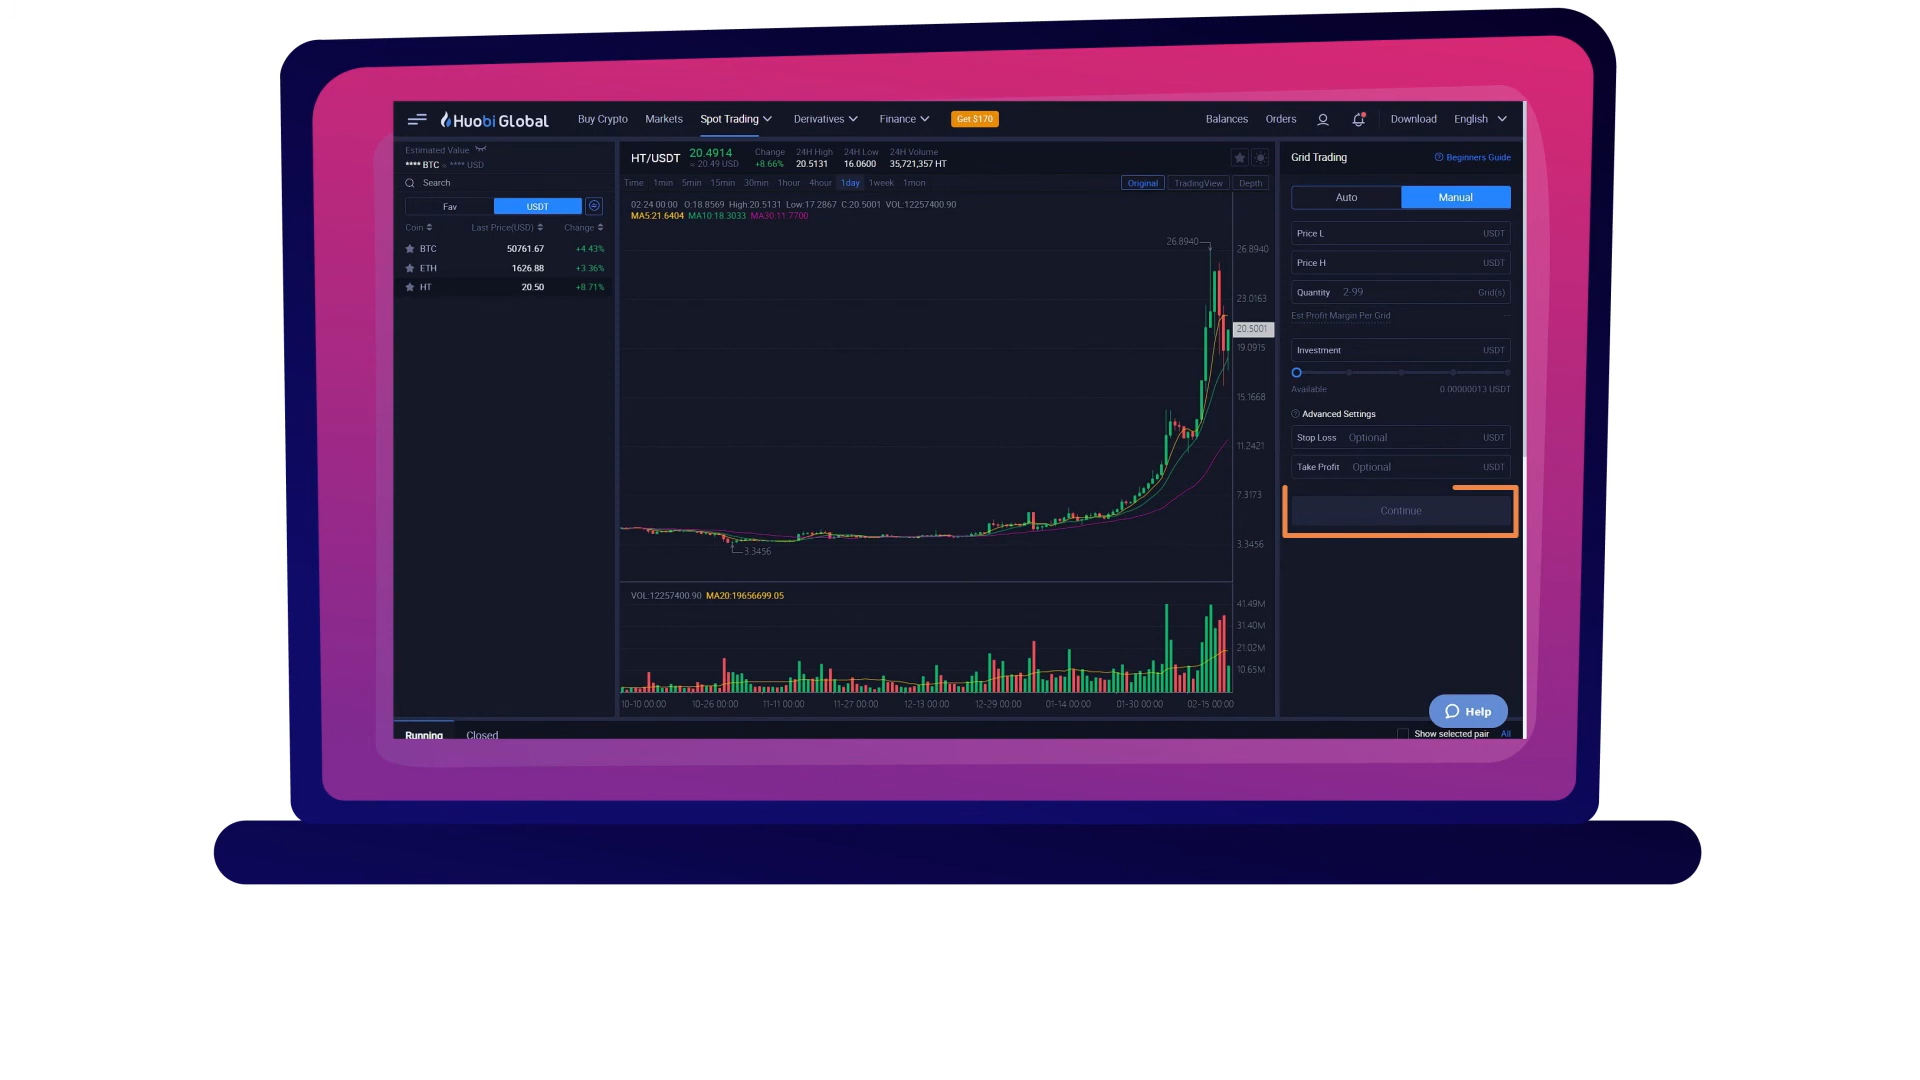 Huobi Global Buy Crypto Markets Spot Trading Derivatives Finance Get $170 Balances Orders Download English
Estimated Value
**** BTC ≈ **** USD
Search
Fav USDT
Coin Last Price(USD) Change
BTC 50761.67 +4.43%
ETH 1626.88 +3.36%
HT 20.50 +8.71%
HT/USDT
20.4914
≈ 20.49 USD
Change
+8.66%
24H High
20.5131
24H Low
16.0600
24H Volume
35,721,357 HT
Time 1min 5min 15min 30min 1hour 4hour 1day 1week 1mon Original TradingView Depth
02-24 00:00 O:18.8569 High:20.5131 Low:17.2867 C:20.5001 VOL:12257400.90
MA5:21.6404 MA10:18.3033 MA30:11.7700
26.8940
26.8940
23.0163
20.5001
19.0915
15.1668
11.2421
7.3173
3.3456
3.3456
VOL:12257400.90 MA20:19656699.05
41.49M
31.40M
21.02M
10.65M
10-10 00:00 10-26 00:00 11-11 00:00 11-27 00:00 12-13 00:00 12-29 00:00 01-14 00:00 01-30 00:00 02-15 00:00
Grid Trading Beginners Guide
Auto Manual
Price L USDT
Price H USDT
Quantity 2-99 Grid(s)
Est Profit Margin Per Grid --
Investment USDT
Available 0.00000013 USDT
Advanced Settings
Stop Loss Optional USDT
Take Profit Optional USDT
Continue
Help
Running Closed Show selected pair All